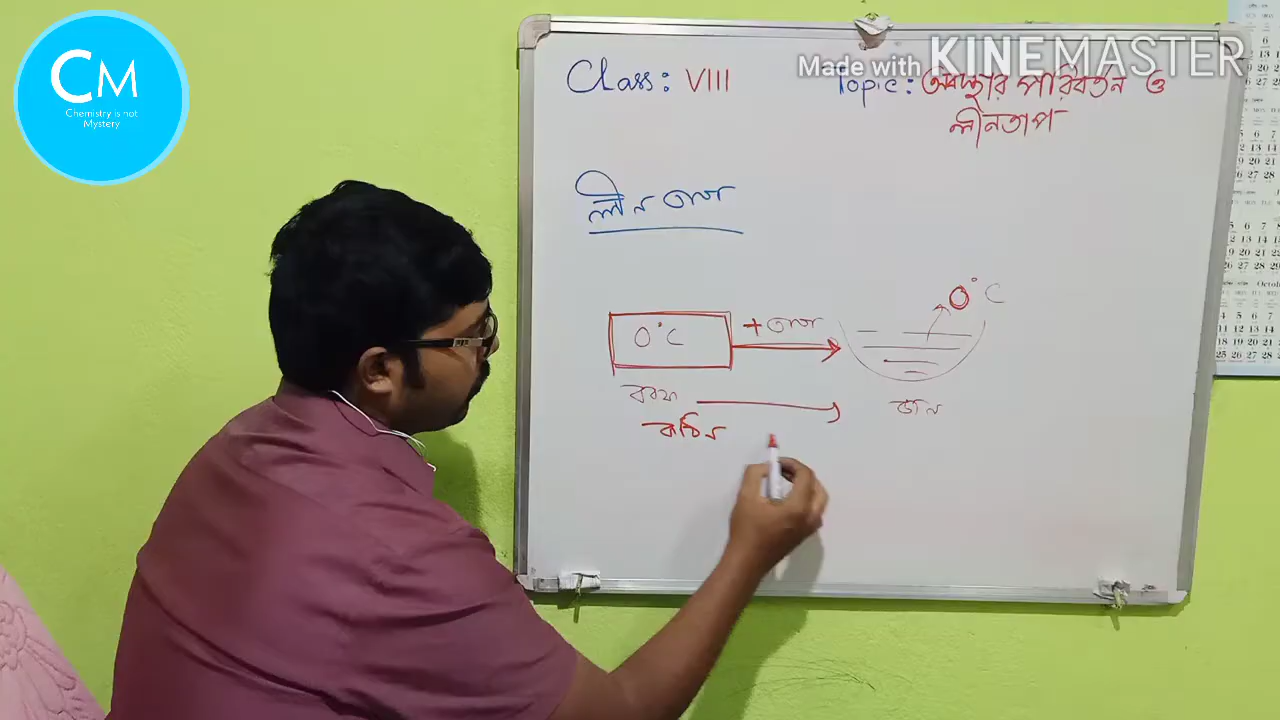 CM
Chemistry is not
Mystery
Made with KINEMASTER
Class: VIII
Topic: অবস্থার পরিবর্তন ও
লীনতাপ
লীন তাপ
0°C
+ তাপ
0°C
বরফ
জল
কঠিন